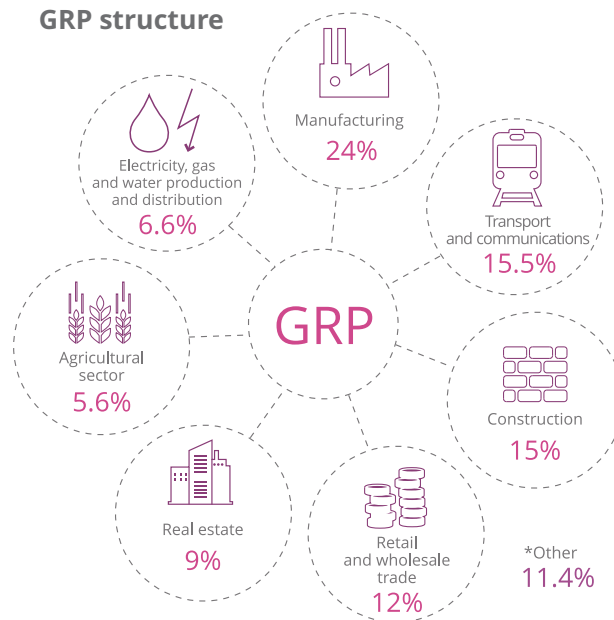 GRP structure
Manufacturing
24%
Electricity, gas
and water production
and distribution
6.6%
Transport
and communications
15.5%
GRP
Agricultural
sector
5.6%
Construction
15%
Real estate
9%
Retail
and wholesale
trade
12%
*Other
11.4%